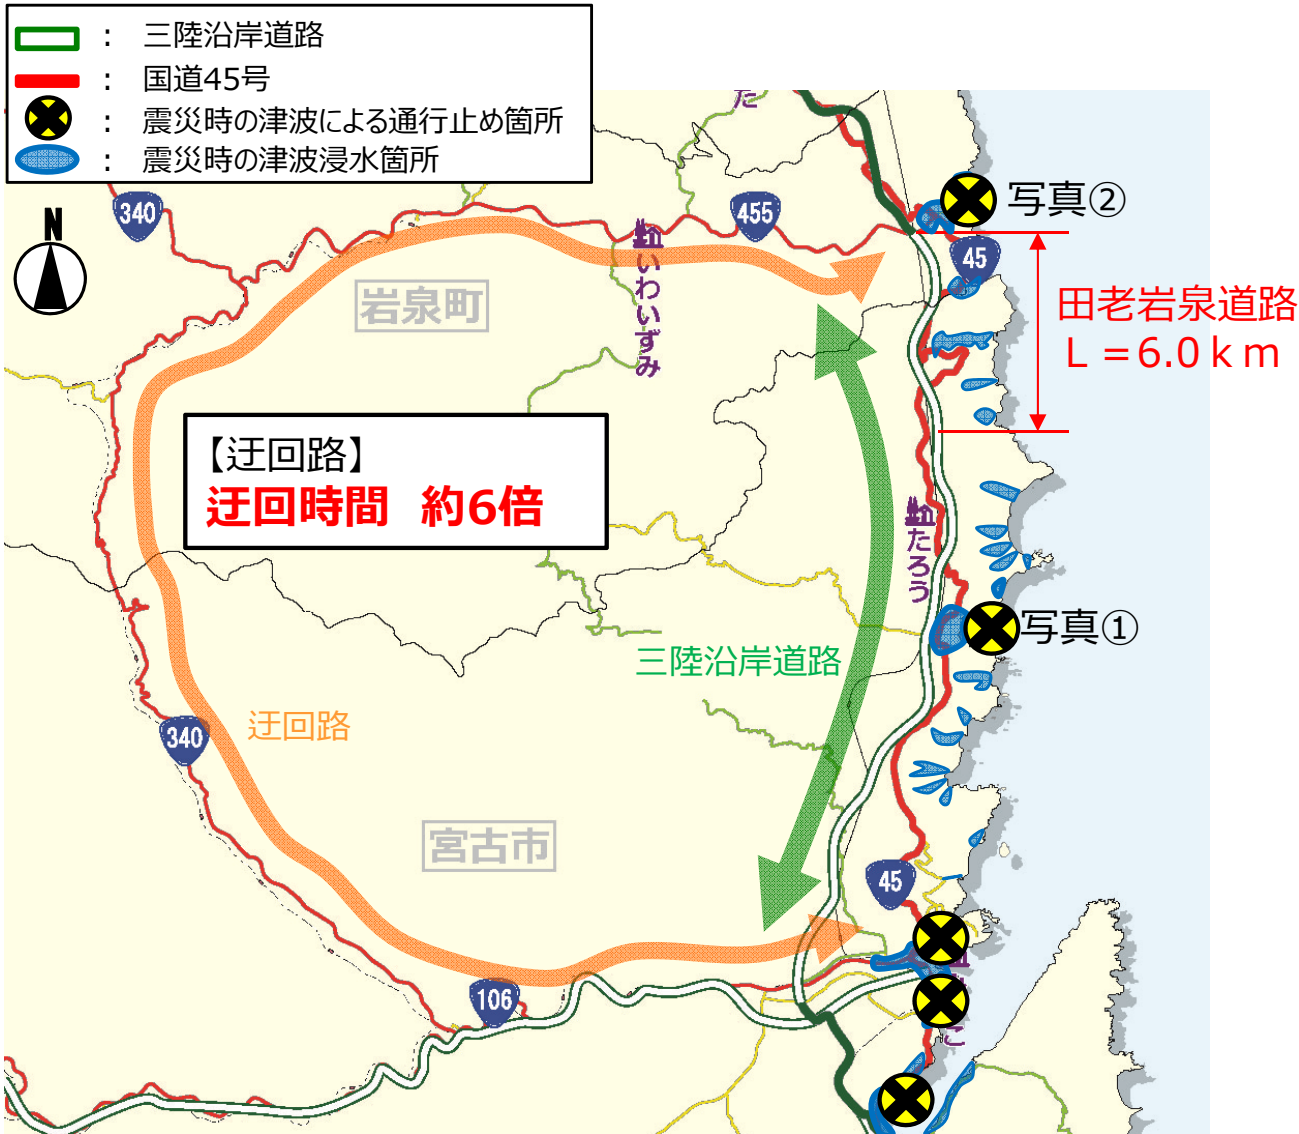 ： 三陸沿岸道路
： 国道45号
： 震災時の津波による通行止め箇所
： 震災時の津波浸水箇所
N
340
455
た
写真②
45
岩泉町
いわいずみ
田老岩泉道路
Ｌ＝6.0ｋｍ
【迂回路】
迂回時間 約6倍
たろう
写真①
三陸沿岸道路
迂回路
340
宮古市
45
106
こ